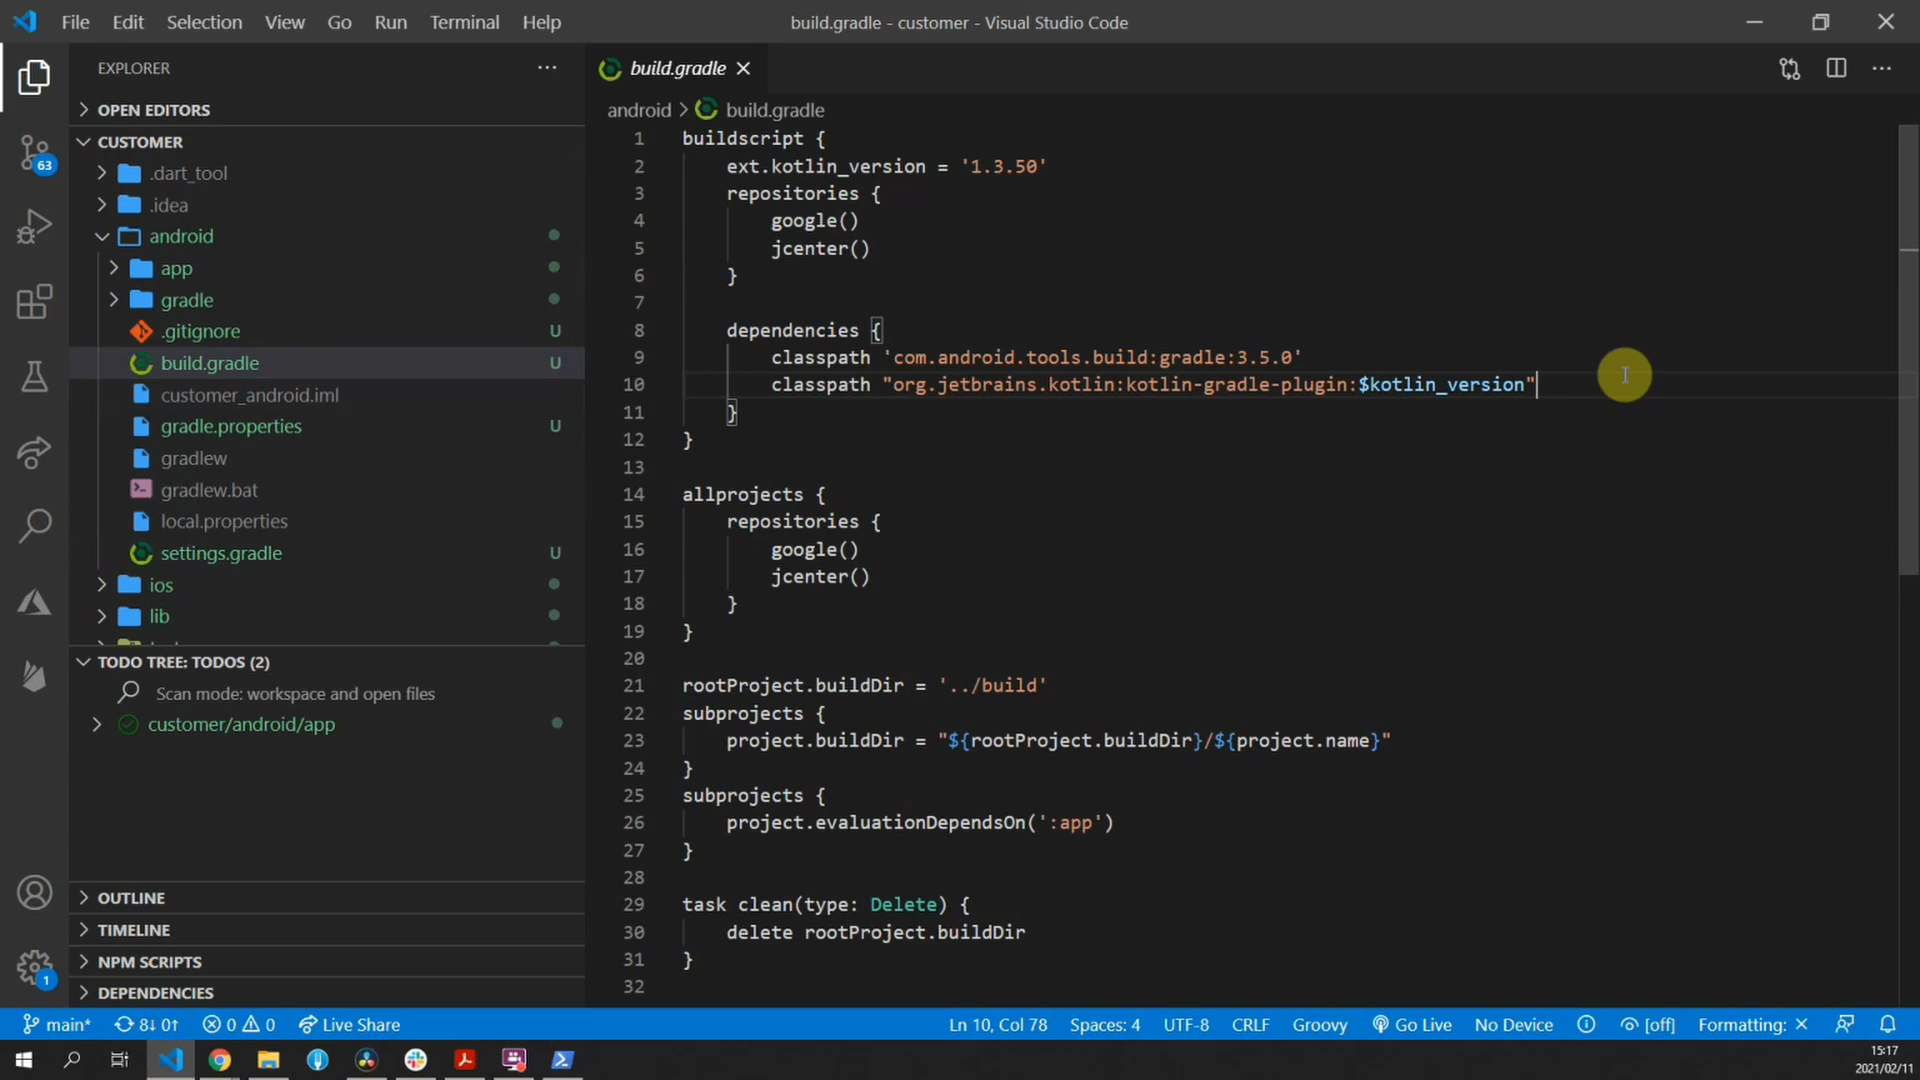 File Edit Selection View Go Run Terminal Help
build.gradle - customer - Visual Studio Code
EXPLORER
OPEN EDITORS
CUSTOMER
.dart_tool
.idea
android
app
gradle
.gitignore U
build.gradle U
customer_android.iml
gradle.properties U
gradlew
gradlew.bat
local.properties
settings.gradle U
ios
lib
TODO TREE: TODOS (2)
Scan mode: workspace and open files
customer/android/app
OUTLINE
TIMELINE
NPM SCRIPTS
DEPENDENCIES
63
1
build.gradle
android > build.gradle
1 buildscript {
2 ext.kotlin_version = '1.3.50'
3 repositories {
4 google()
5 jcenter()
6 }
7
8 dependencies {
9 classpath 'com.android.tools.build:gradle:3.5.0'
10 classpath "org.jetbrains.kotlin:kotlin-gradle-plugin:$kotlin_version"
11 }
12 }
13
14 allprojects {
15 repositories {
16 google()
17 jcenter()
18 }
19 }
20
21 rootProject.buildDir = '../build'
22 subprojects {
23 project.buildDir = "${rootProject.buildDir}/${project.name}"
24 }
25 subprojects {
26 project.evaluationDependsOn(':app')
27 }
28
29 task clean(type: Delete) {
30 delete rootProject.buildDir
31 }
32
main* 8↓ 0↑ 0 0 Live Share Ln 10, Col 78 Spaces: 4 UTF-8 CRLF Groovy Go Live No Device [off] Formatting: ×
15:17
2021/02/11